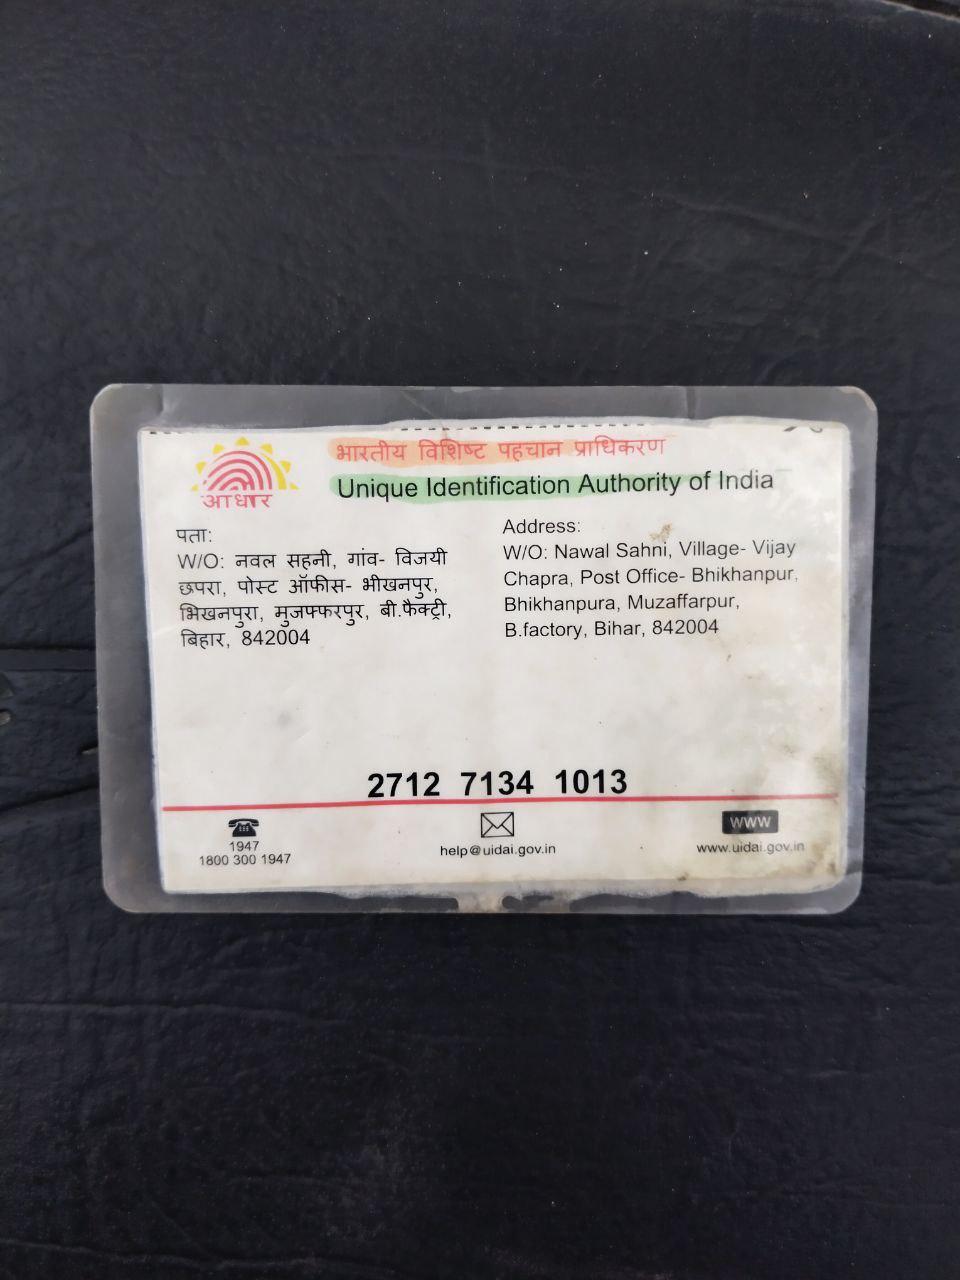 आधार
भारतीय विशिष्ट पहचान प्राधिकरण
Unique Identification Authority of India
पता:
W/O: नवल सहनी, गांव- विजयी
छपरा, पोस्ट ऑफीस- भीखनपुर,
भिखनपुरा, मुजफ्फरपुर, बी.फैक्ट्री,
बिहार, 842004
Address:
W/O: Nawal Sahni, Village- Vijay
Chapra, Post Office- Bhikhanpur,
Bhikhanpura, Muzaffarpur,
B.factory, Bihar, 842004
2712 7134 1013
1947
1800 300 1947
help@uidai.gov.in
www
www.uidai.gov.in